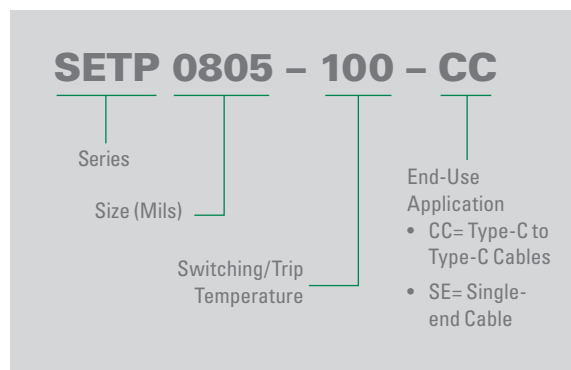 SETP 0805 – 100 – CC
Series
Size (Mils)
Switching/Trip
Temperature
End-Use
Application
• CC= Type-C to
Type-C Cables
• SE= Single-
end Cable